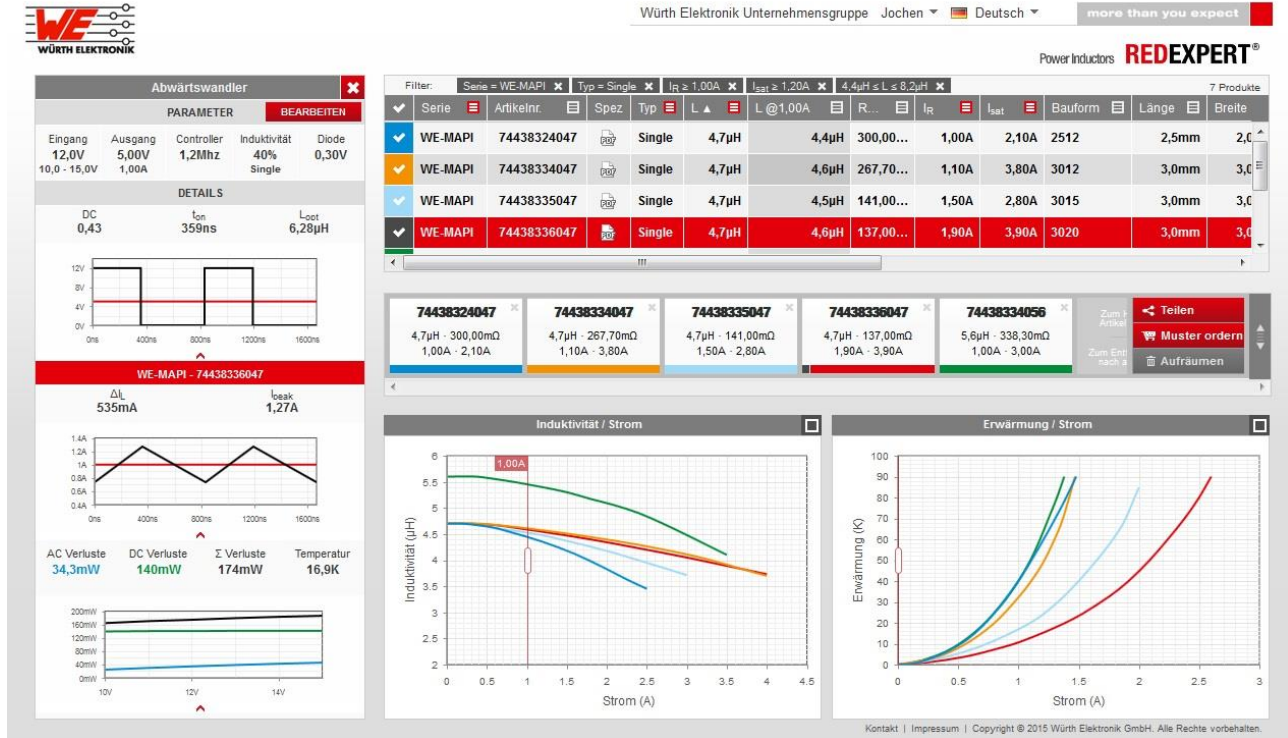 WE
WÜRTH ELEKTRONIK
Würth Elektronik Unternehmensgruppe Jochen Deutsch
more than you expect
Power Inductors REDEXPERT®
Abwärtswandler
PARAMETER BEARBEITEN
Eingang Ausgang Controller Induktivität Diode
12,0V 5,00V 1,2Mhz 40% 0,30V
10,0 - 15,0V 1,00A Single
DETAILS
DC ton Lopt
0,43 359ns 6,28µH
12V
8V
4V
0V
0ns 400ns 800ns 1200ns 1600ns
WE-MAPI - 74438336047
ΔIL Ipeak
535mA 1,27A
1.4A
1.2A
1A
0.8A
0.6A
0.4A
0ns 400ns 800ns 1200ns 1600ns
AC Verluste DC Verluste Σ Verluste Temperatur
34,3mW 140mW 174mW 16,9K
200mW
160mW
120mW
80mW
40mW
0mW
10V 12V 14V
Filter: Serie = WE-MAPI Typ = Single IR ≥ 1,00A Isat ≥ 1,20A 4,4µH ≤ L ≤ 8,2µH 7 Produkte
Serie Artikelnr. Spez Typ L L @1,00A R... IR Isat Bauform Länge Breite
WE-MAPI 74438324047 Single 4,7µH 4,4µH 300,00... 1,00A 2,10A 2512 2,5mm 2,0
WE-MAPI 74438334047 Single 4,7µH 4,6µH 267,70... 1,10A 3,80A 3012 3,0mm 3,0
WE-MAPI 74438335047 Single 4,7µH 4,5µH 141,00... 1,50A 2,80A 3015 3,0mm 3,0
WE-MAPI 74438336047 Single 4,7µH 4,6µH 137,00... 1,90A 3,90A 3020 3,0mm 3,0
74438324047 74438334047 74438335047 74438336047 74438334056
4,7µH · 300,00mΩ 4,7µH · 267,70mΩ 4,7µH · 141,00mΩ 4,7µH · 137,00mΩ 5,6µH · 338,30mΩ
1,00A · 2,10A 1,10A · 3,80A 1,50A · 2,80A 1,90A · 3,90A 1,00A · 3,00A
Teilen
Muster ordern
Aufräumen
Induktivität / Strom
1,00A
Induktivität (µH)
6
5.5
5
4.5
4
3.5
3
2.5
2
0 0.5 1 1.5 2 2.5 3 3.5 4 4.5
Strom (A)
Erwärmung / Strom
Erwärmung (K)
100
90
80
70
60
50
40
30
20
10
0
0 0.5 1 1.5 2 2.5 3
Strom (A)
Kontakt | Impressum | Copyright © 2015 Würth Elektronik GmbH. Alle Rechte vorbehalten.